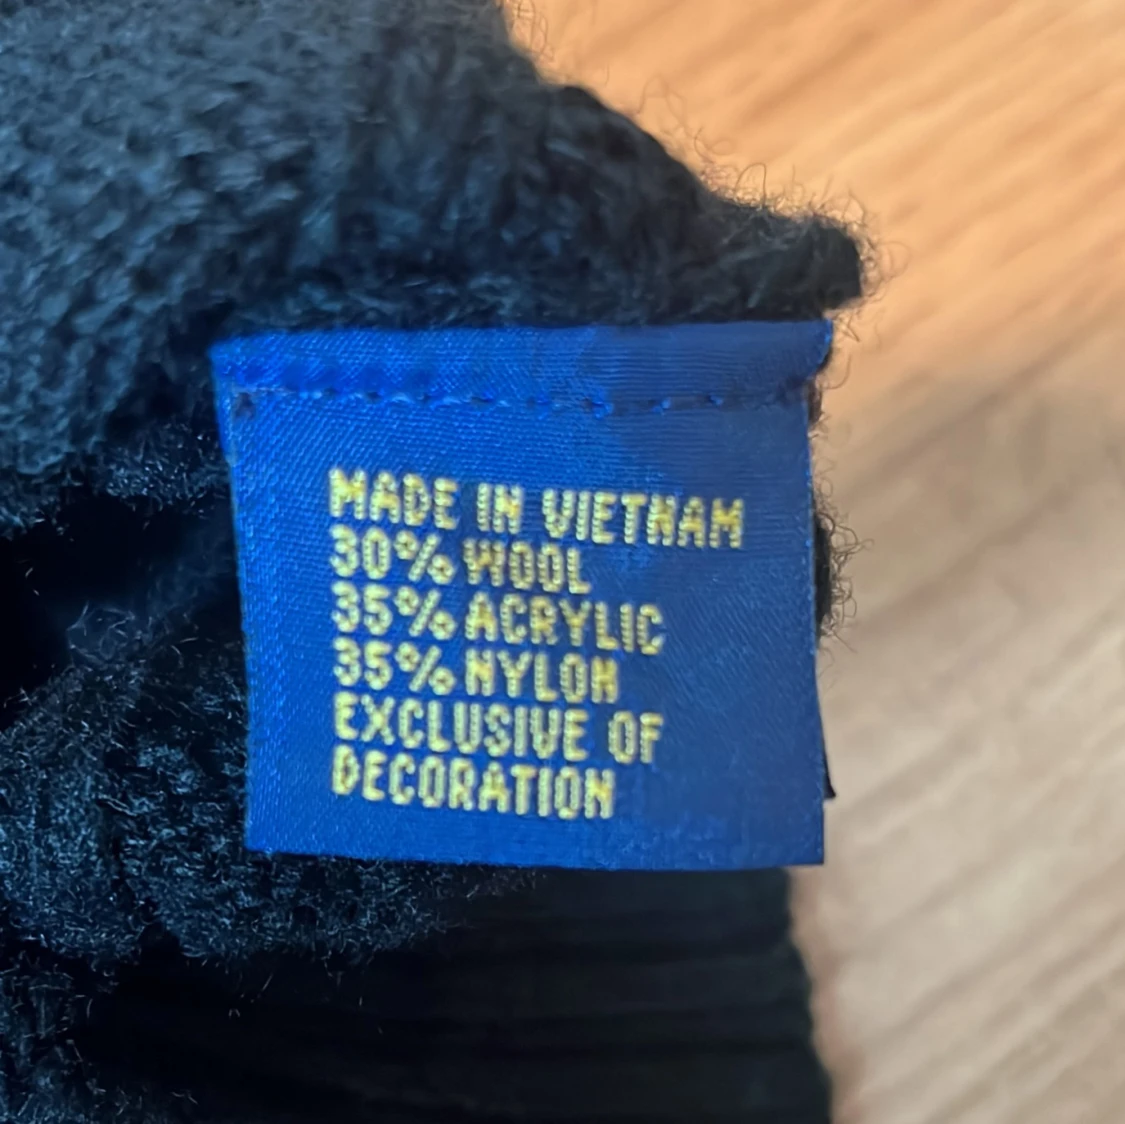 MADE IN VIETNAM
30% WOOL
35% ACRYLIC
35% NYLON
EXCLUSIVE OF
DECORATION